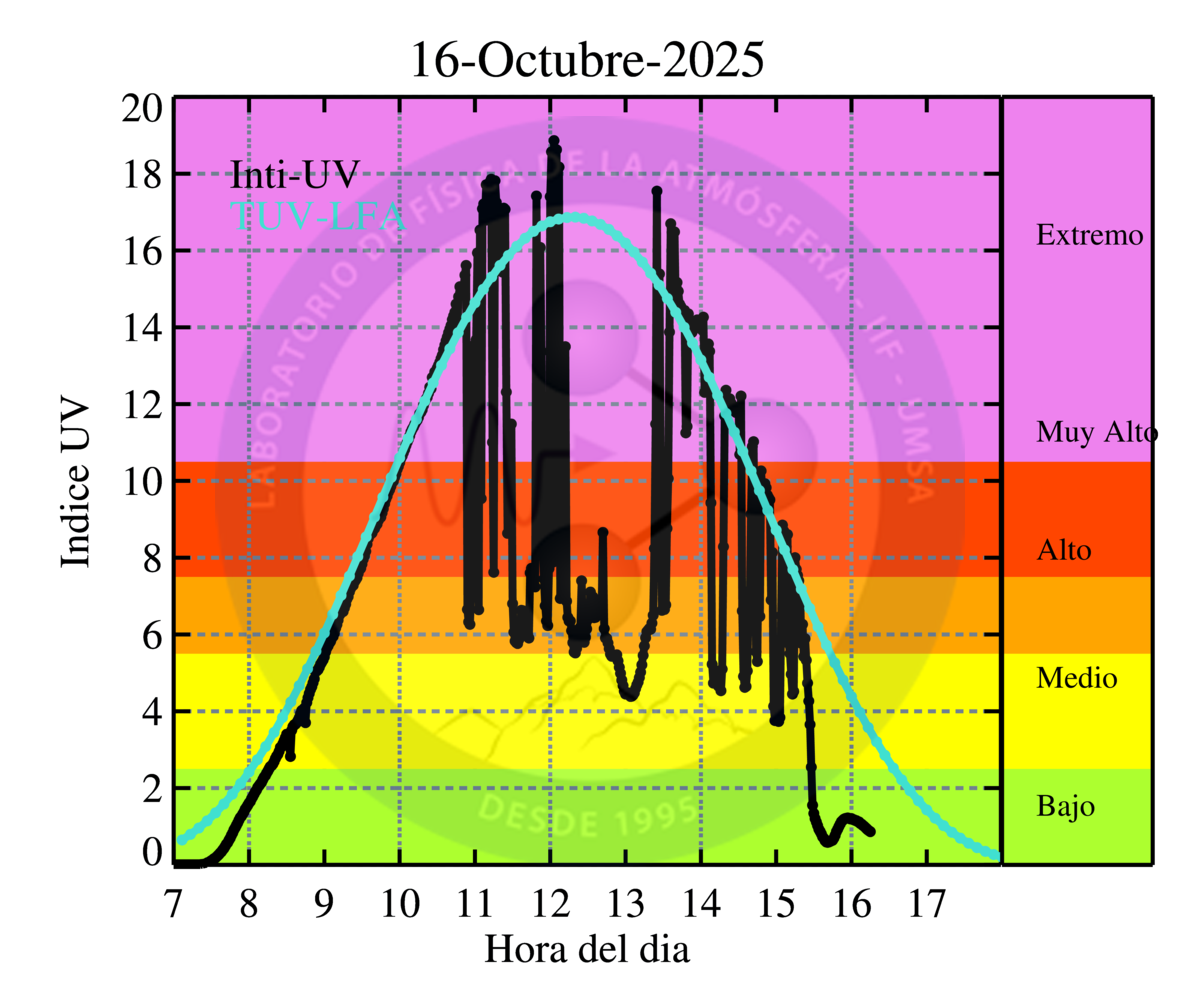 16-Octubre-2025
Inti-UV
TUV-LFA
Indice UV
20
18
16
14
12
10
8
6
4
2
0
7 8 9 10 11 12 13 14 15 16 17
Hora del dia
Extremo
Muy Alto
Alto
Medio
Bajo
LABORATORIO DE FÍSICA DE LA ATMÓSFERA - IIF - UMSA
DESDE 1995